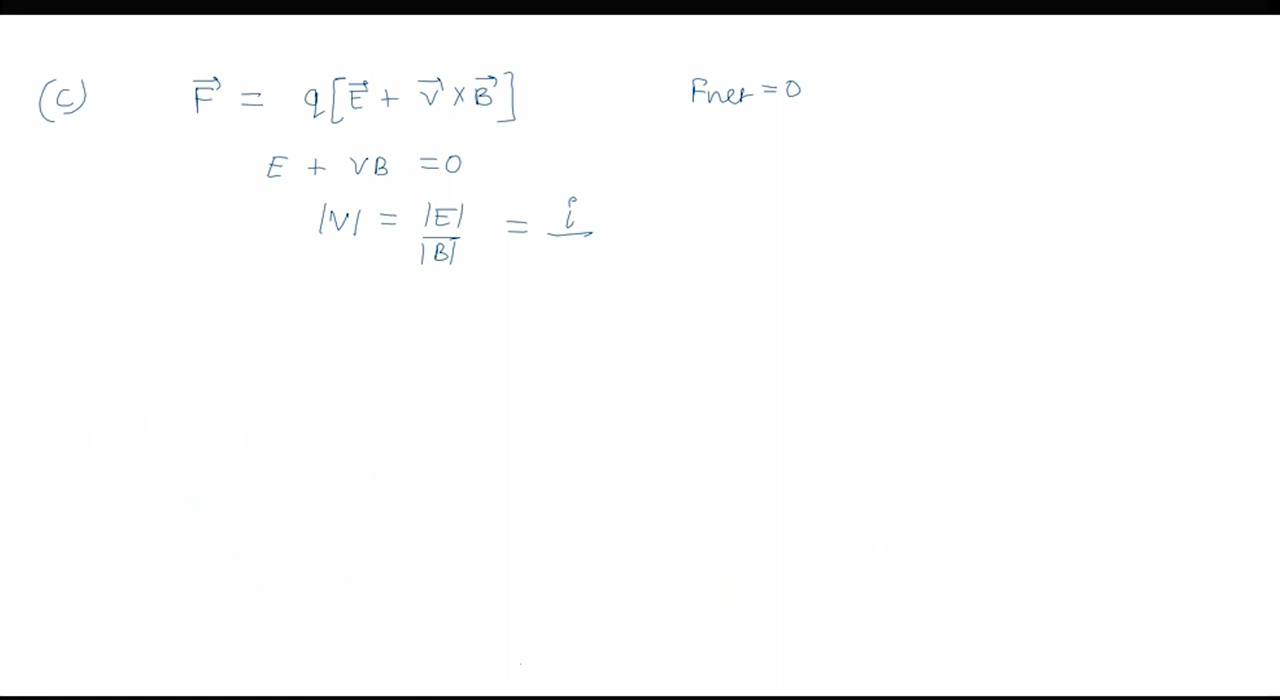 (C) F⃗ = q[E⃗ + V⃗ × B⃗] Fnet = 0
E + VB = 0
|V| = |E| / |B| = i